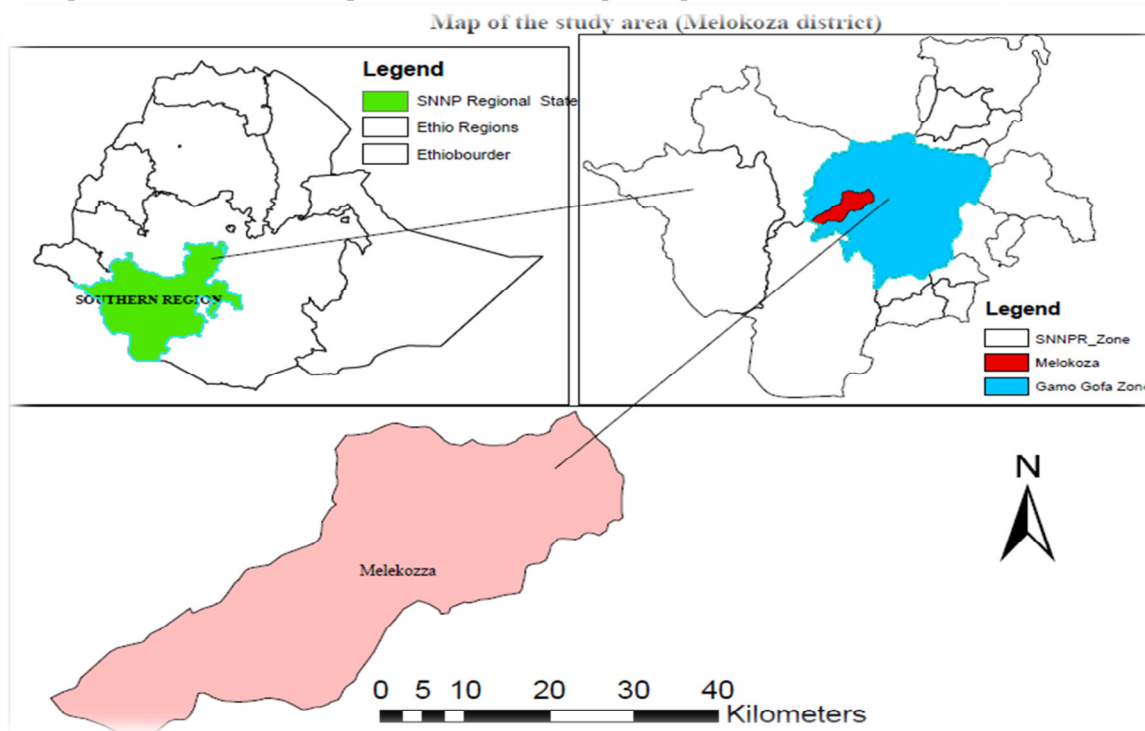 Map of the study area (Melokoza district)
Legend
SNNP Regional State
Ethio Regions
Ethiobourder
SOUTHERN REGION
Legend
SNNPR_Zone
Melokoza
Gamo Gofa Zone
Melekozza
N
0 5 10 20 30 40
Kilometers